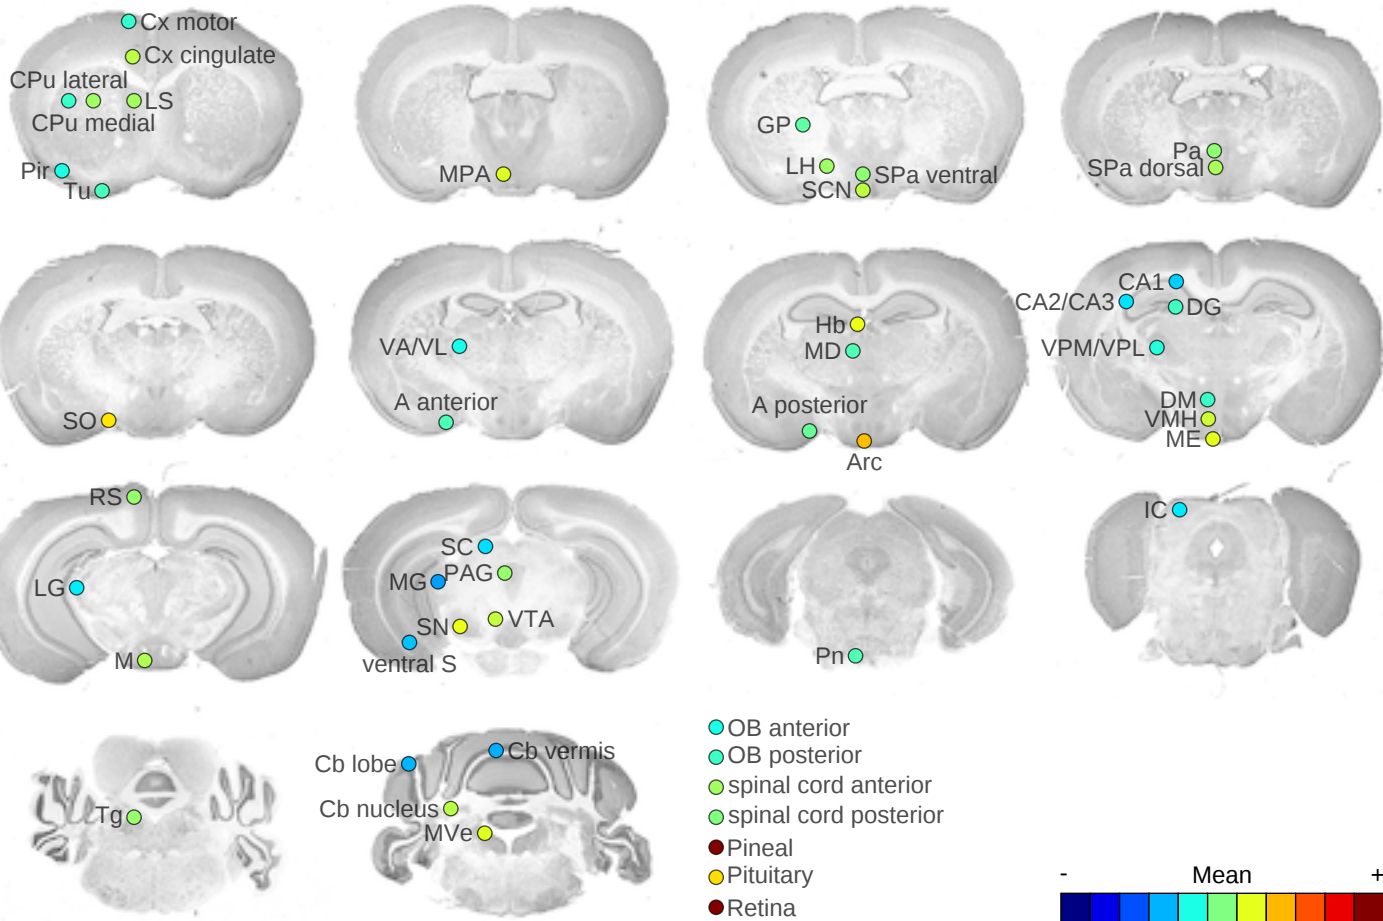 Cx motor
Cx cingulate
CPu lateral
LS
CPu medial
Pir
Tu
MPA
GP
LH
SPa ventral
SCN
Pa
SPa dorsal
SO
VA/VL
A anterior
Hb
MD
A posterior
Arc
CA1
CA2/CA3
DG
VPM/VPL
DM
VMH
ME
RS
LG
M
SC
MG
PAG
SN
VTA
ventral S
Pn
IC
Tg
Cb lobe
Cb vermis
Cb nucleus
MVe
OB anterior
OB posterior
spinal cord anterior
spinal cord posterior
Pineal
Pituitary
Retina
- Mean +